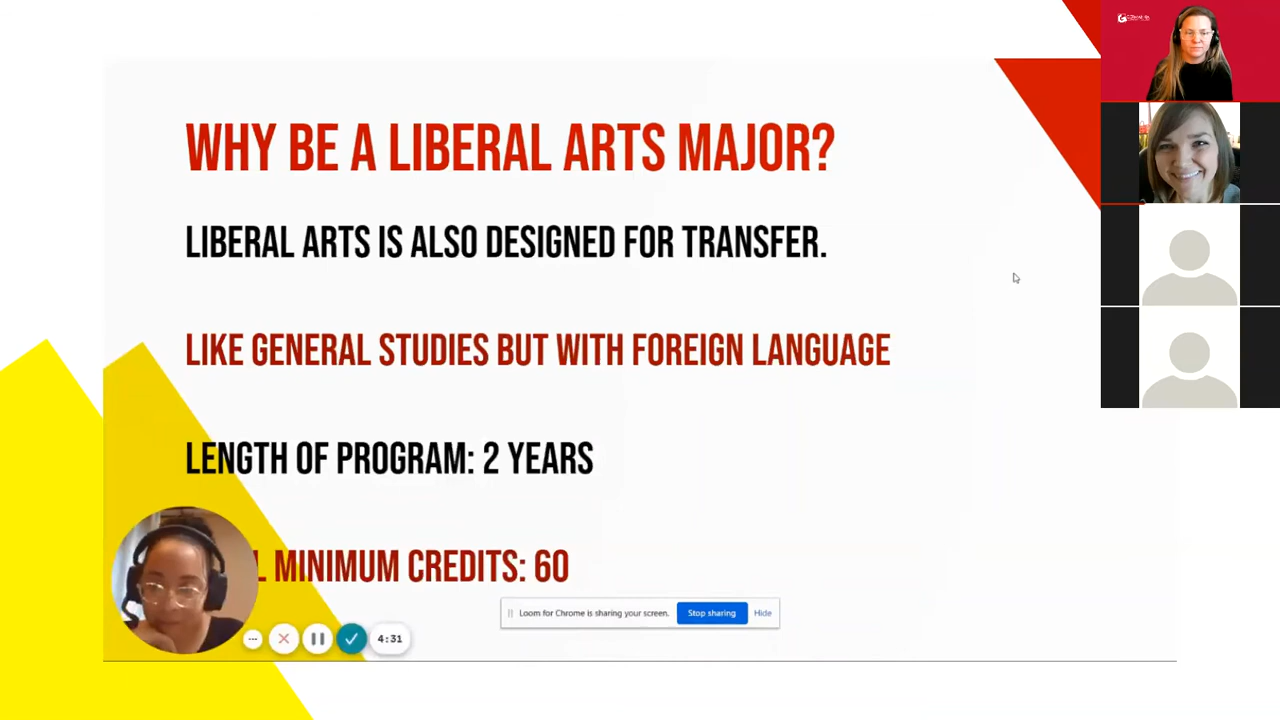 WHY BE A LIBERAL ARTS MAJOR?
LIBERAL ARTS IS ALSO DESIGNED FOR TRANSFER.
LIKE GENERAL STUDIES BUT WITH FOREIGN LANGUAGE
LENGTH OF PROGRAM: 2 YEARS
L MINIMUM CREDITS: 60
Loom for Chrome is sharing your screen. Stop sharing Hide
4:31